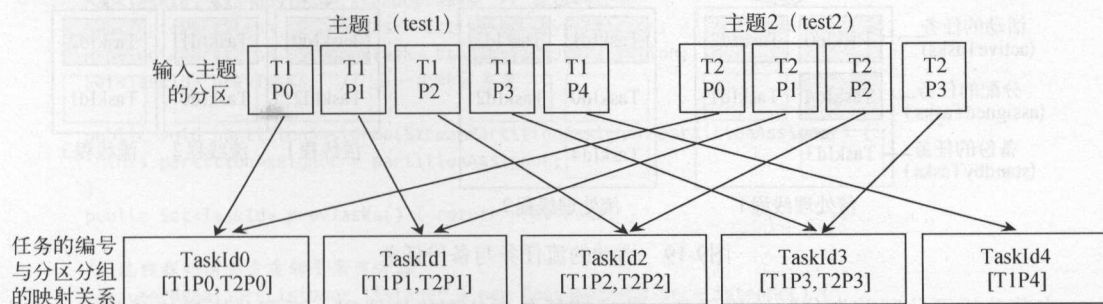 主题1（test1） 主题2（test2）
输入主题 T1 T1 T1 T1 T1 T2 T2 T2 T2
的分区 P0 P1 P2 P3 P4 P0 P1 P2 P3
任务的编号 TaskId0 TaskId1 TaskId2 TaskId3 TaskId4
与分区分组 [T1P0,T2P0] [T1P1,T2P1] [T1P2,T2P2] [T1P3,T2P3] [T1P4]
的映射关系